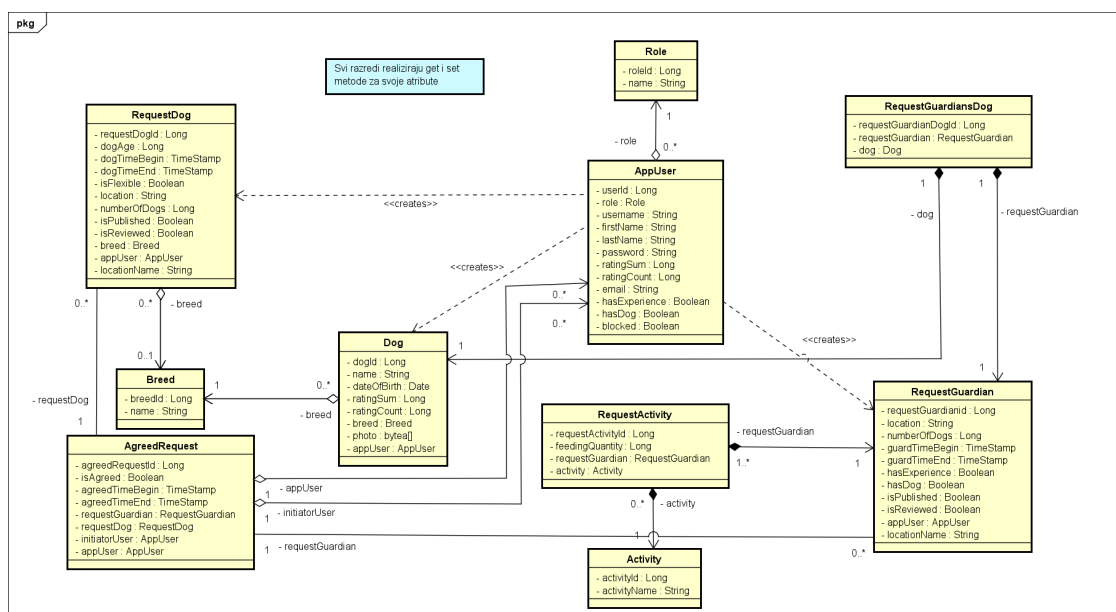 pkg
Svi razredi realiziraju get i set
metode za svoje atribute
Role
- roleId : Long
- name : String
1
- role
0..*
RequestDog
- requestDogId : Long
- dogAge : Long
- dogTimeBegin : TimeStamp
- dogTimeEnd : TimeStamp
- isFlexible : Boolean
- location : String
- numberOfDogs : Long
- isPublished : Boolean
- isReviewed : Boolean
- breed : Breed
- appUser : AppUser
- locationName : String
RequestGuardiansDog
- requestGuardianDogId : Long
- requestGuardian : RequestGuardian
- dog : Dog
1
1
- dog
- requestGuardian
AppUser
- userId : Long
- role : Role
- username : String
- firstName : String
- lastName : String
- password : String
- ratingSum : Long
- ratingCount : Long
- email : String
- hasExperience : Boolean
- hasDog : Boolean
- blocked : Boolean
<<creates>>
<<creates>>
<<creates>>
0..*
0..*
0..*
0..*
- breed
0..1
Breed
- breedId : Long
- name : String
1
0..*
- breed
Dog
- dogId : Long
- name : String
- dateOfBirth : Date
- ratingSum : Long
- ratingCount : Long
- breed : Breed
- photo : bytea[]
- appUser : AppUser
1
1
- requestDog
1
AgreedRequest
- agreedRequestId : Long
- isAgreed : Boolean
- agreedTimeBegin : TimeStamp
- agreedTimeEnd : TimeStamp
- requestGuardian : RequestGuardian
- requestDog : RequestDog
- initiatorUser : AppUser
- appUser : AppUser
1
- appUser
1
- initiatorUser
1
- requestGuardian
0..*
RequestActivity
- requestActivityId : Long
- feedingQuantity : Long
- requestGuardian : RequestGuardian
- activity : Activity
- requestGuardian
1..*
1
0..*
- activity
1
Activity
- activityId : Long
- activityName : String
RequestGuardian
- requestGuardianId : Long
- location : String
- numberOfDogs : Long
- guardTimeBegin : TimeStamp
- guardTimeEnd : TimeStamp
- hasExperience : Boolean
- hasDog : Boolean
- isPublished : Boolean
- isReviewed : Boolean
- appUser : AppUser
- locationName : String